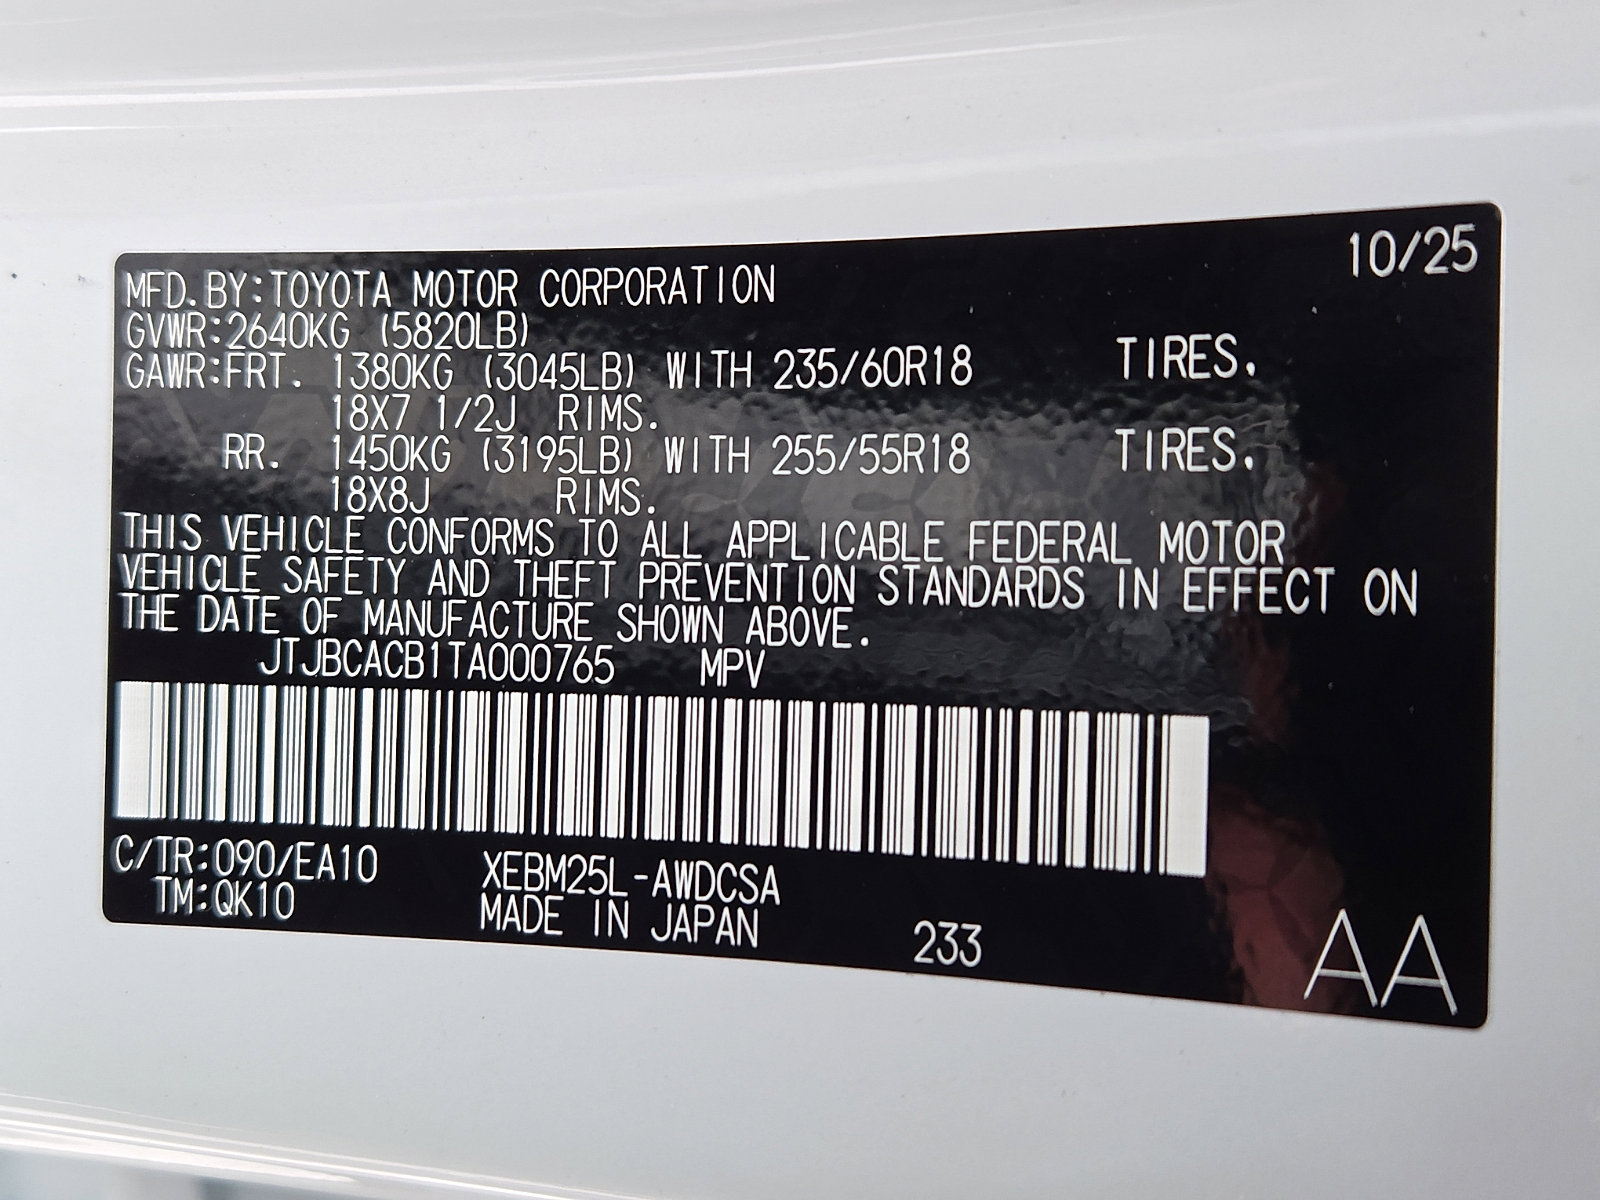 10/25
MFD.BY:TOYOTA MOTOR CORPORATION
GVWR:2640KG (5820LB)
GAWR:FRT. 1380KG (3045LB) WITH 235/60R18 TIRES.
18X7 1/2J RIMS.
RR. 1450KG (3195LB) WITH 255/55R18 TIRES.
18X8J RIMS.
THIS VEHICLE CONFORMS TO ALL APPLICABLE FEDERAL MOTOR
VEHICLE SAFETY AND THEFT PREVENTION STANDARDS IN EFFECT ON
THE DATE OF MANUFACTURE SHOWN ABOVE.
JTJBCACB1TA000765 MPV
C/TR:090/EA10 XEBM25L-AWDCSA
TM:QK10 MADE IN JAPAN 233
AA